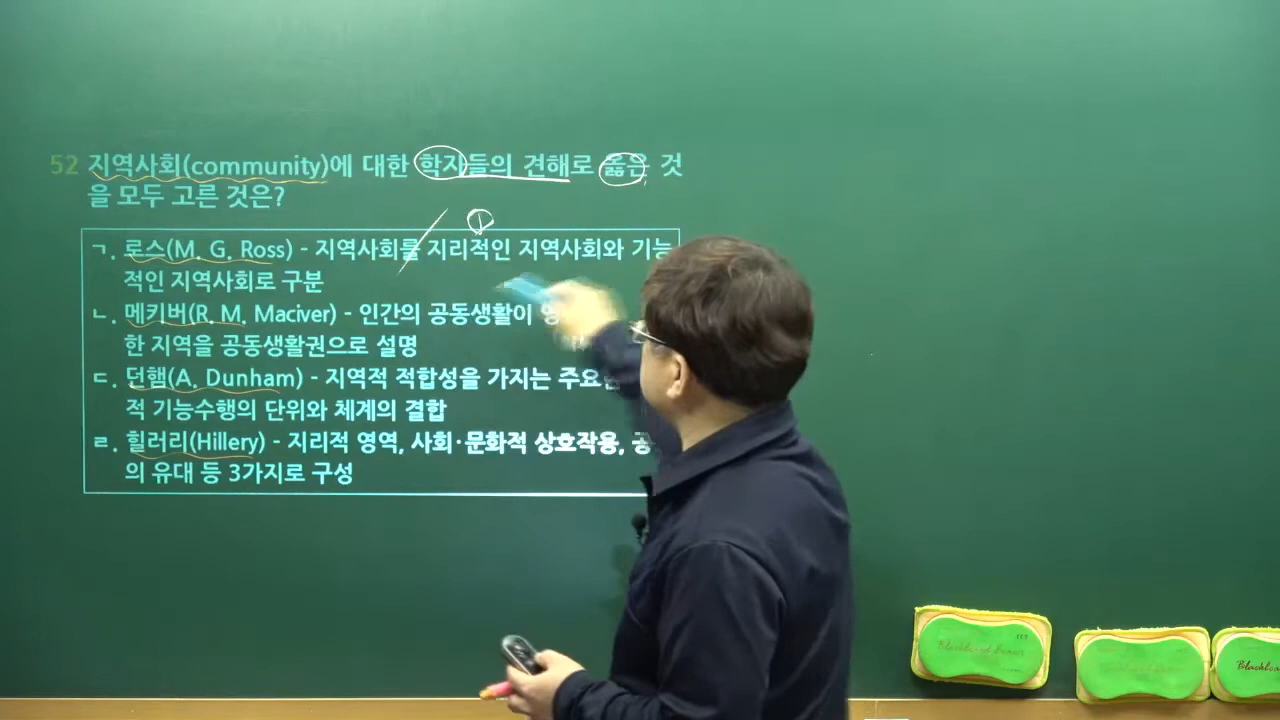 52 지역사회(community)에 대한 학자들의 견해로 옳은 것
을 모두 고른 것은?
①
ㄱ. 로스(M. G. Ross) - 지역사회를 지리적인 지역사회와 기능
적인 지역사회로 구분
ㄴ. 메키버(R. M. Maciver) - 인간의 공동생활이
한 지역을 공동생활권으로 설명
ㄷ. 던햄(A. Dunham) - 지역적 적합성을 가지는
적 기능수행의 단위와 체계의 결합
ㄹ. 힐러리(Hillery) - 지리적 영역, 사회·문화적 상호작용,
의 유대 등 3가지로 구성